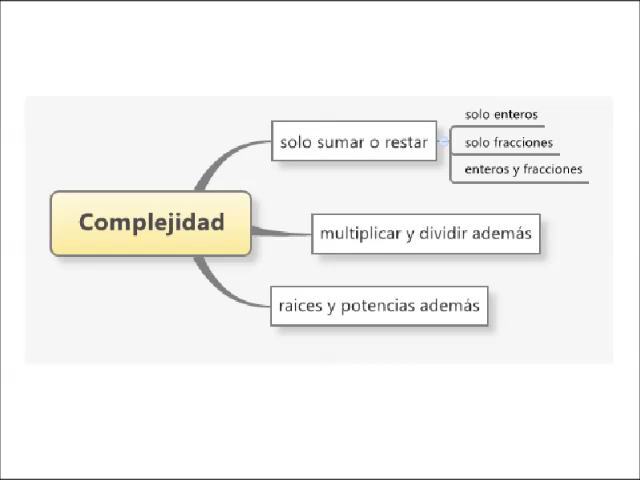 solo enteros
solo sumar o restar
solo fracciones
enteros y fracciones
Complejidad
multiplicar y dividir además
raices y potencias además